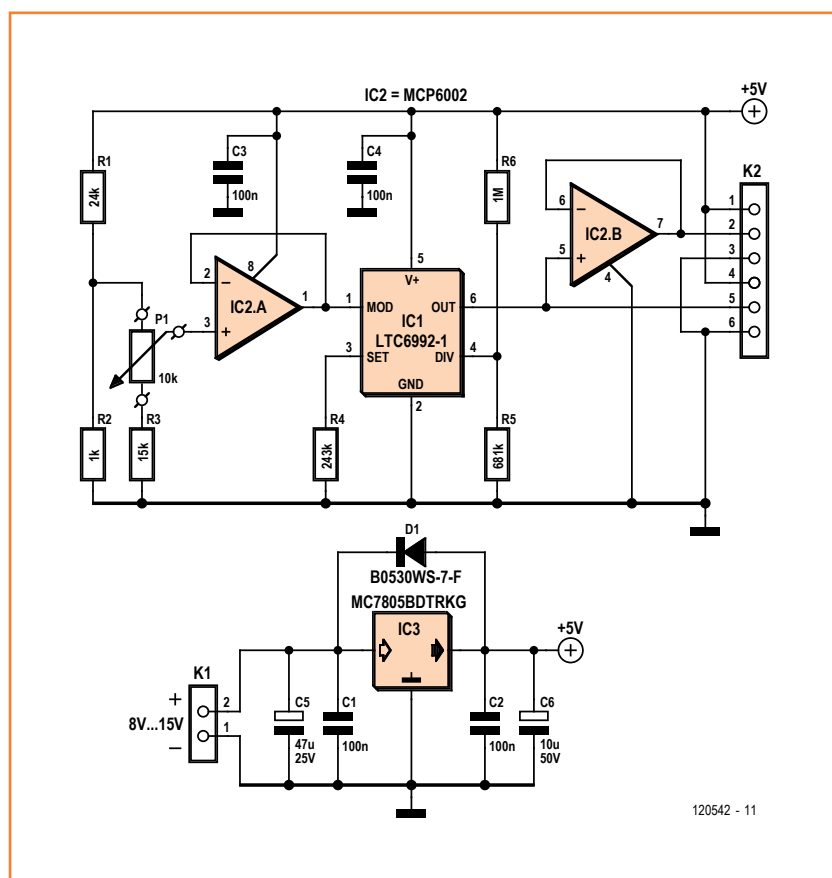 IC2 = MCP6002
+5V
R1
24k
C3
100n
C4
100n
R6
1M
K2
1
2
3
4
5
6
6
5
7
4
IC2.B
2
3
8
1
IC2.A
P1
10k
5
V+
1
MOD
OUT
6
IC1
LTC6992-1
3
SET
DIV
4
GND
2
R2
1k
R3
15k
R4
243k
R5
681k
D1
B0530WS-7-F
MC7805BDTRKG
IC3
+5V
K1
+
8V...15V
–
2
1
C5
47u
25V
C1
100n
C2
100n
C6
10u
50V
120542 - 11